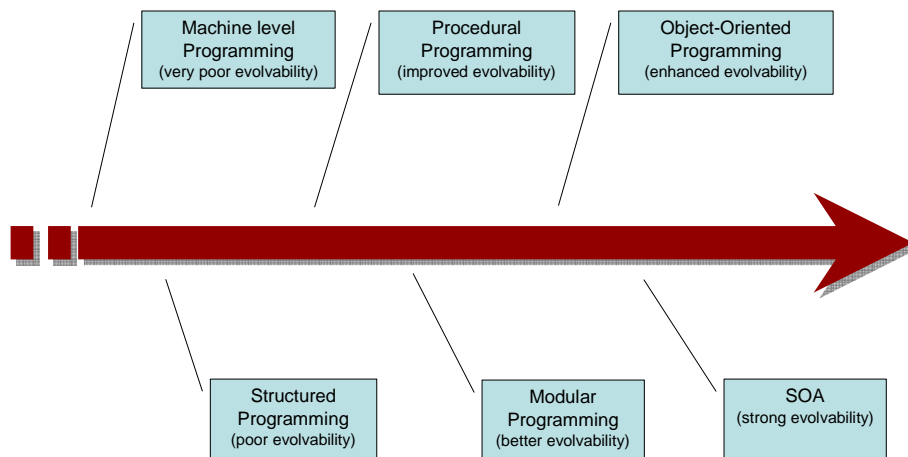 Machine level
Programming
(very poor evolvability)
Procedural
Programming
(improved evolvability)
Object-Oriented
Programming
(enhanced evolvability)
Structured
Programming
(poor evolvability)
Modular
Programming
(better evolvability)
SOA
(strong evolvability)